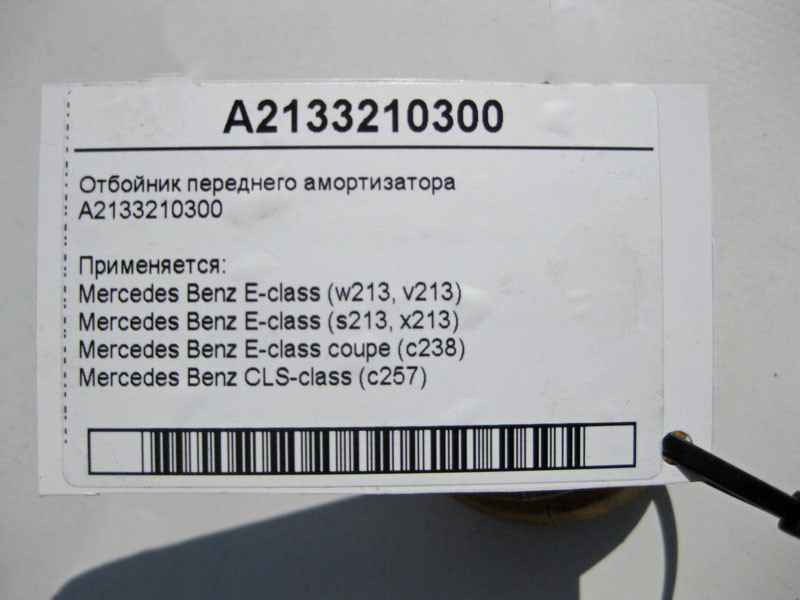 A2133210300
Отбойник переднего амортизатора
A2133210300
Применяется:
Mercedes Benz E-class (w213, v213)
Mercedes Benz E-class (s213, x213)
Mercedes Benz E-class coupe (c238)
Mercedes Benz CLS-class (c257)